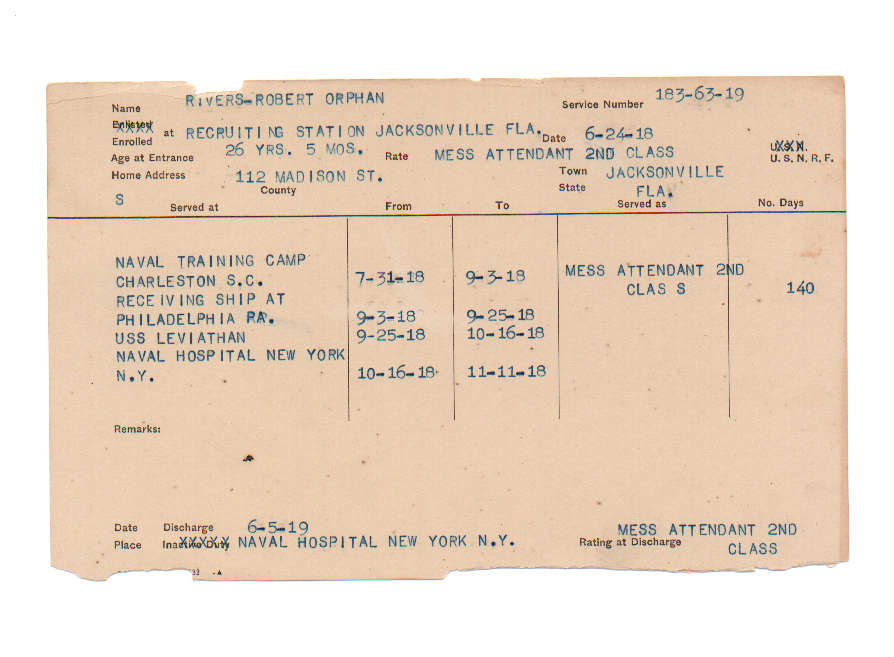 Name RIVERS-ROBERT ORPHAN Service Number 183-63-19
Enlisted XXXX
Enrolled at RECRUITING STATION JACKSONVILLE FLA. Date 6-24-18 U.S.N. XXX
Age at Entrance 26 YRS. 5 MOS. Rate MESS ATTENDANT 2ND CLASS U. S. N. R. F.
Home Address 112 MADISON ST. Town JACKSONVILLE
S County State FLA.
Served at From To Served as No. Days
NAVAL TRAINING CAMP
CHARLESTON S.C. 7-31-18 9-3-18 MESS ATTENDANT 2ND
RECEIVING SHIP AT CLAS S 140
PHILADELPHIA PA. 9-3-18 9-25-18
USS LEVIATHAN 9-25-18 10-16-18
NAVAL HOSPITAL NEW YORK
N.Y. 10-16-18 11-11-18
Remarks:
Date Discharge 6-5-19 MESS ATTENDANT 2ND
Place Inactive Duty XXXXX NAVAL HOSPITAL NEW YORK N.Y. Rating at Discharge CLASS